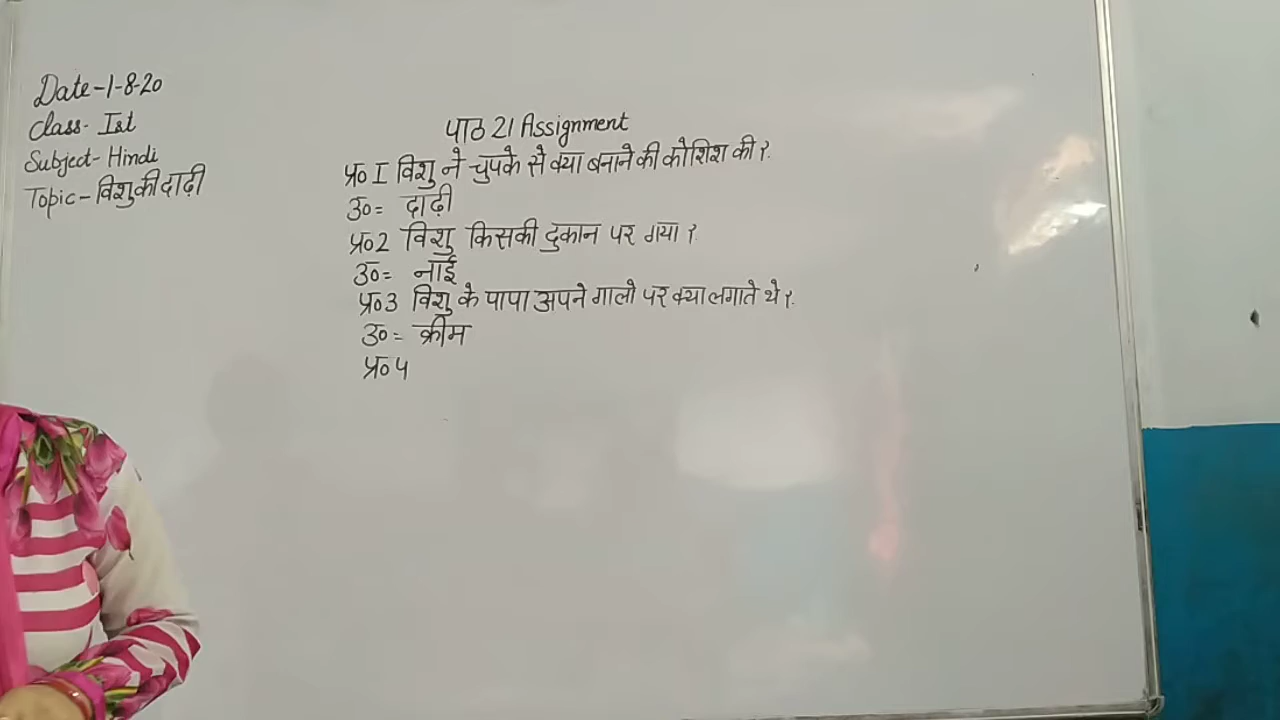 Date-1-8-20
Class- Ist
Subject- Hindi
Topic- विशु की दाढ़ी
पाठ 21 Assignment
प्र० I विशु ने चुपके से क्या बनाने की कोशिश की ?
उ०= दाढ़ी
प्र०2 विशु किसकी दुकान पर गया ?
उ०= नाई
प्र०3 विशु के पापा अपने गालो पर क्या लगाते थे ?
उ०= क्रीम
प्र०4